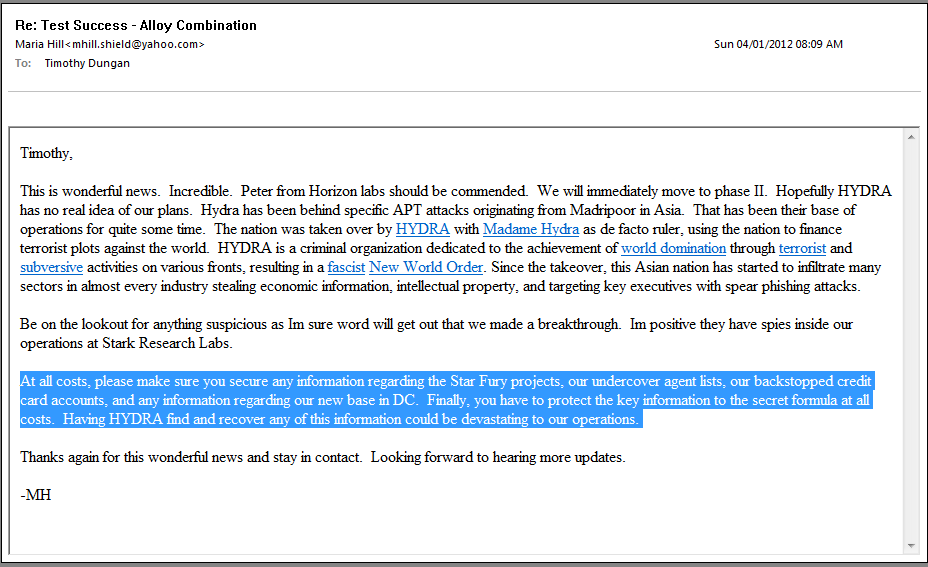 Re: Test Success - Alloy Combination
Maria Hill<mhill.shield@yahoo.com>
Sun 04/01/2012 08:09 AM
To: Timothy Dungan
Timothy,
This is wonderful news.  Incredible.  Peter from Horizon labs should be commended.  We will immediately move to phase II.  Hopefully HYDRA
has no real idea of our plans.  Hydra has been behind specific APT attacks originating from Madripoor in Asia.  That has been their base of
operations for quite some time.  The nation was taken over by HYDRA with Madame Hydra as de facto ruler, using the nation to finance
terrorist plots against the world.  HYDRA is a criminal organization dedicated to the achievement of world domination through terrorist and
subversive activities on various fronts, resulting in a fascist New World Order. Since the takeover, this Asian nation has started to infiltrate many
sectors in almost every industry stealing economic information, intellectual property, and targeting key executives with spear phishing attacks.
Be on the lookout for anything suspicious as Im sure word will get out that we made a breakthrough.  Im positive they have spies inside our
operations at Stark Research Labs.
At all costs, please make sure you secure any information regarding the Star Fury projects, our undercover agent lists, our backstopped credit
card accounts, and any information regarding our new base in DC.  Finally, you have to protect the key information to the secret formula at all
costs.  Having HYDRA find and recover any of this information could be devastating to our operations.
Thanks again for this wonderful news and stay in contact.  Looking forward to hearing more updates.
-MH